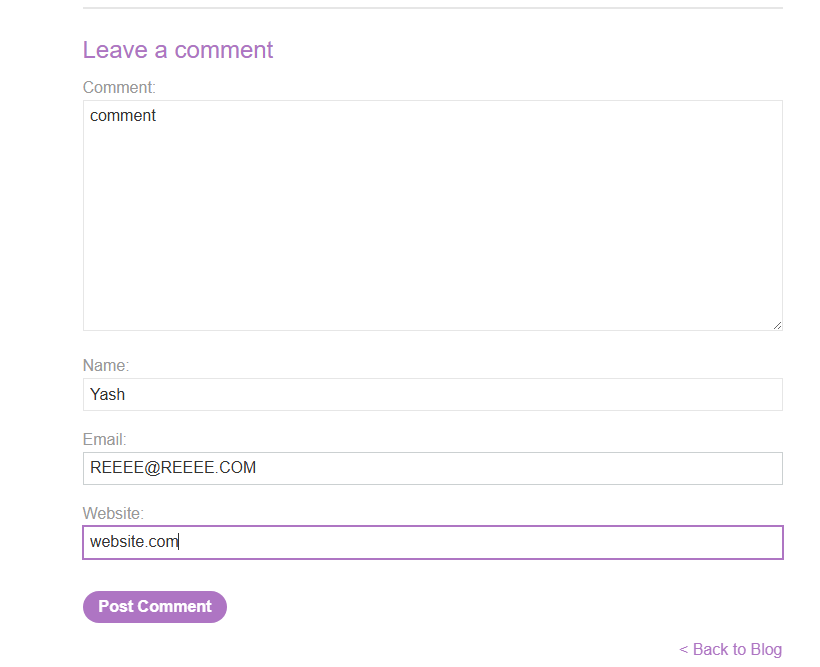 Leave a comment
Comment:
comment
Name:
Yash
Email:
REEEE@REEEE.COM
Website:
website.com
Post Comment
< Back to Blog